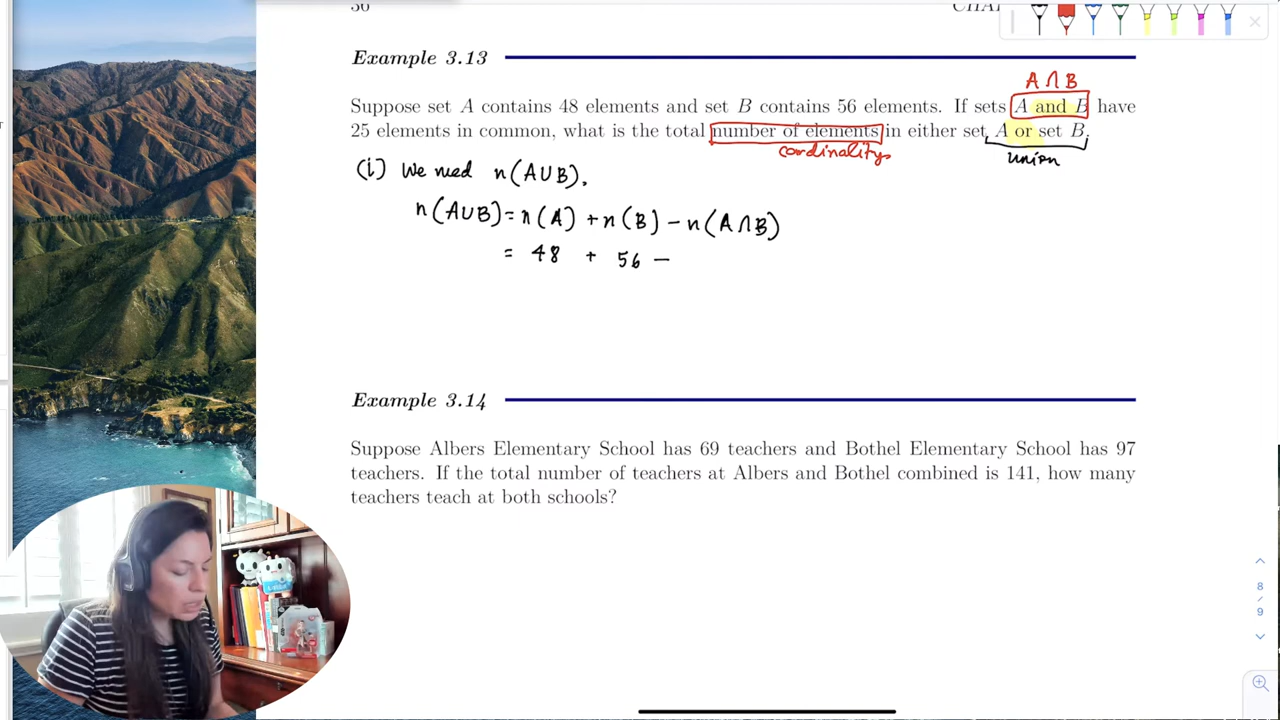 36
Example 3.13
A ∩ B
Suppose set A contains 48 elements and set B contains 56 elements. If sets A and B have
25 elements in common, what is the total number of elements in either set A or set B.
cardinality
union
(i) We need n(A∪B).
n(A∪B) = n(A) + n(B) − n(A∩B)
= 48 + 56 −
Example 3.14
Suppose Albers Elementary School has 69 teachers and Bothel Elementary School has 97
teachers. If the total number of teachers at Albers and Bothel combined is 141, how many
teachers teach at both schools?
8
/
9